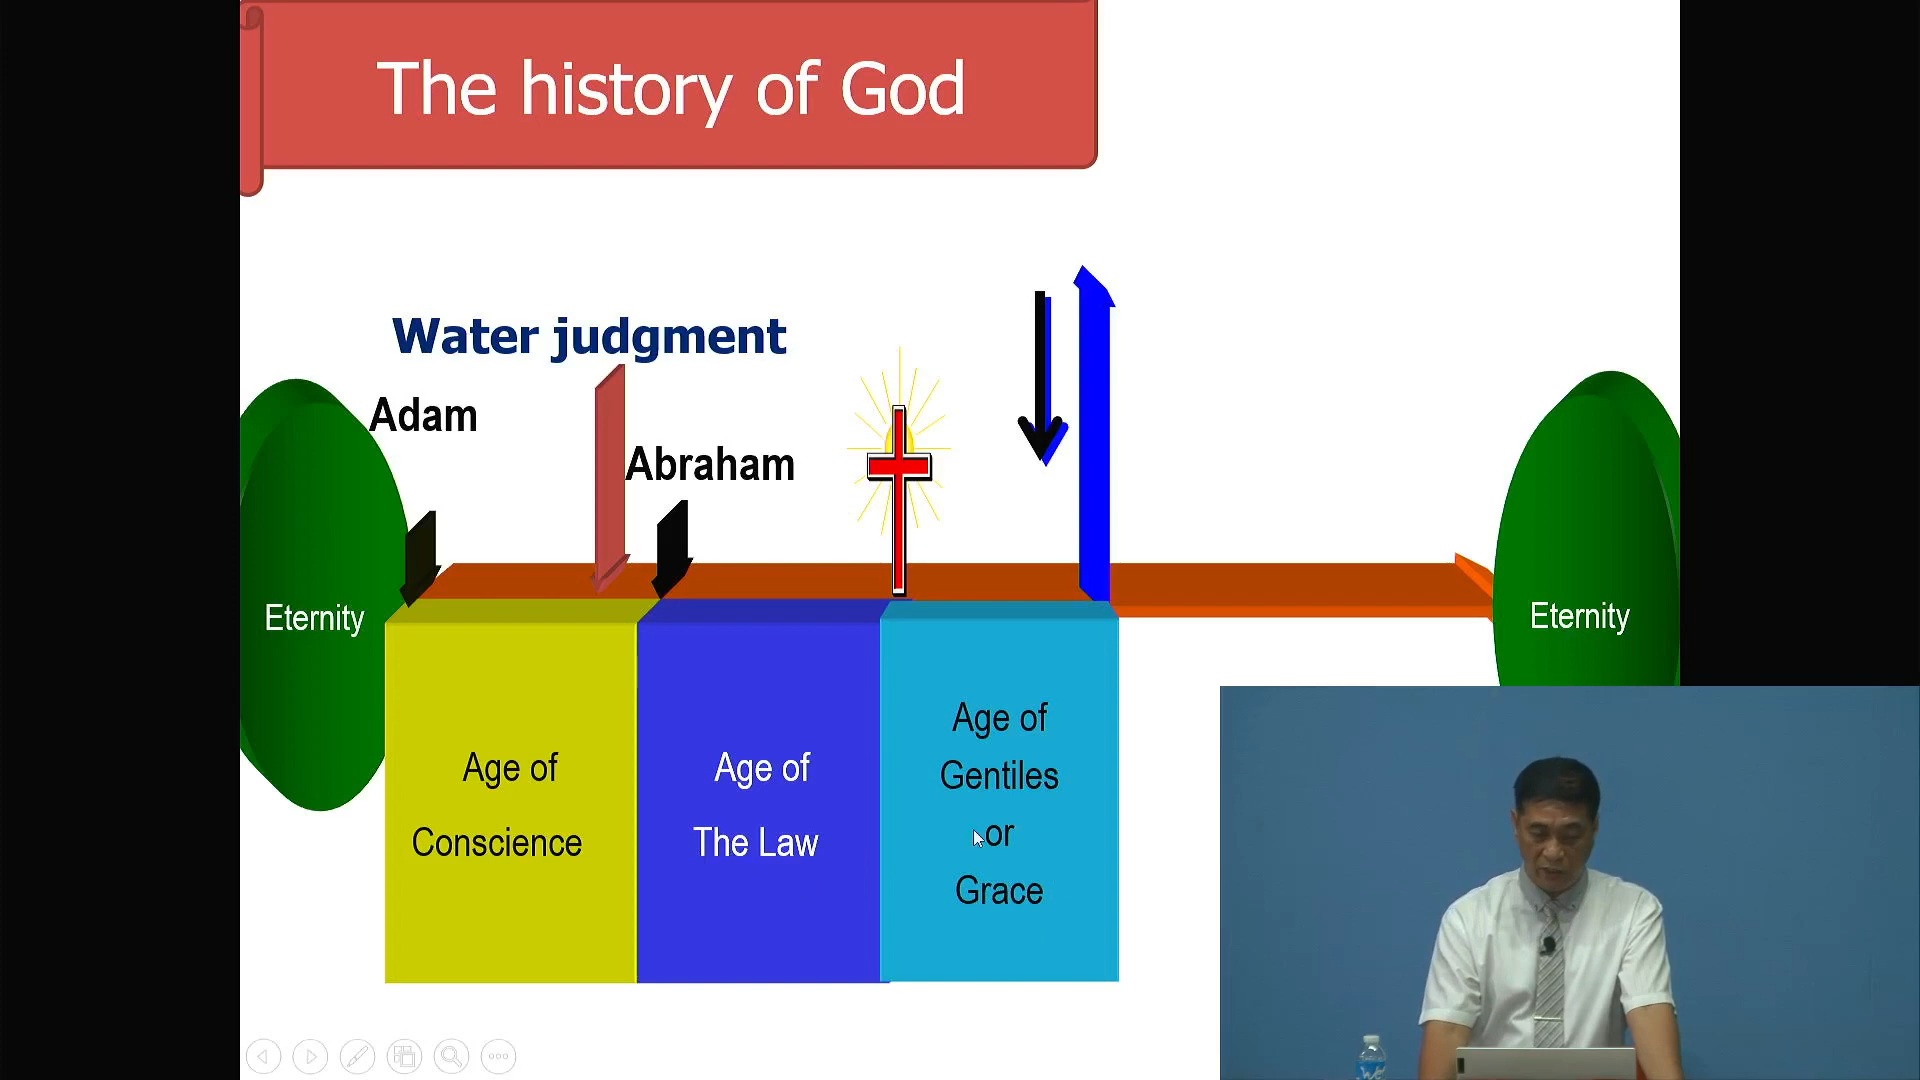 The history of God
Water judgment
Adam
Abraham
Eternity
Eternity
Age of
Conscience
Age of
The Law
Age of
Gentiles
or
Grace